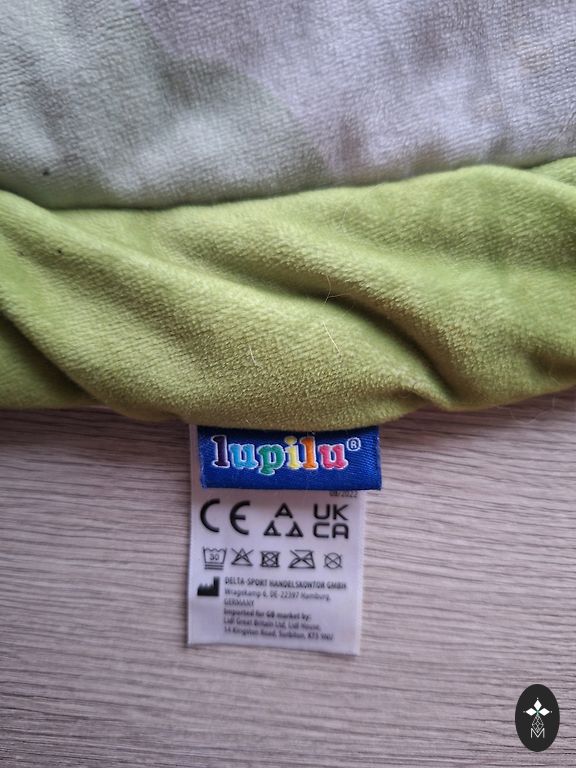 lupilu®
08/2022
CE UK
CA
30
DELTA-SPORT HANDELSKONTOR GMBH
Wragekamp 6, DE-22397 Hamburg,
GERMANY
Imported for GB market by:
Lidl Great Britain Ltd, Lidl House,
14 Kingston Road, Surbiton, KT5 9NU
M